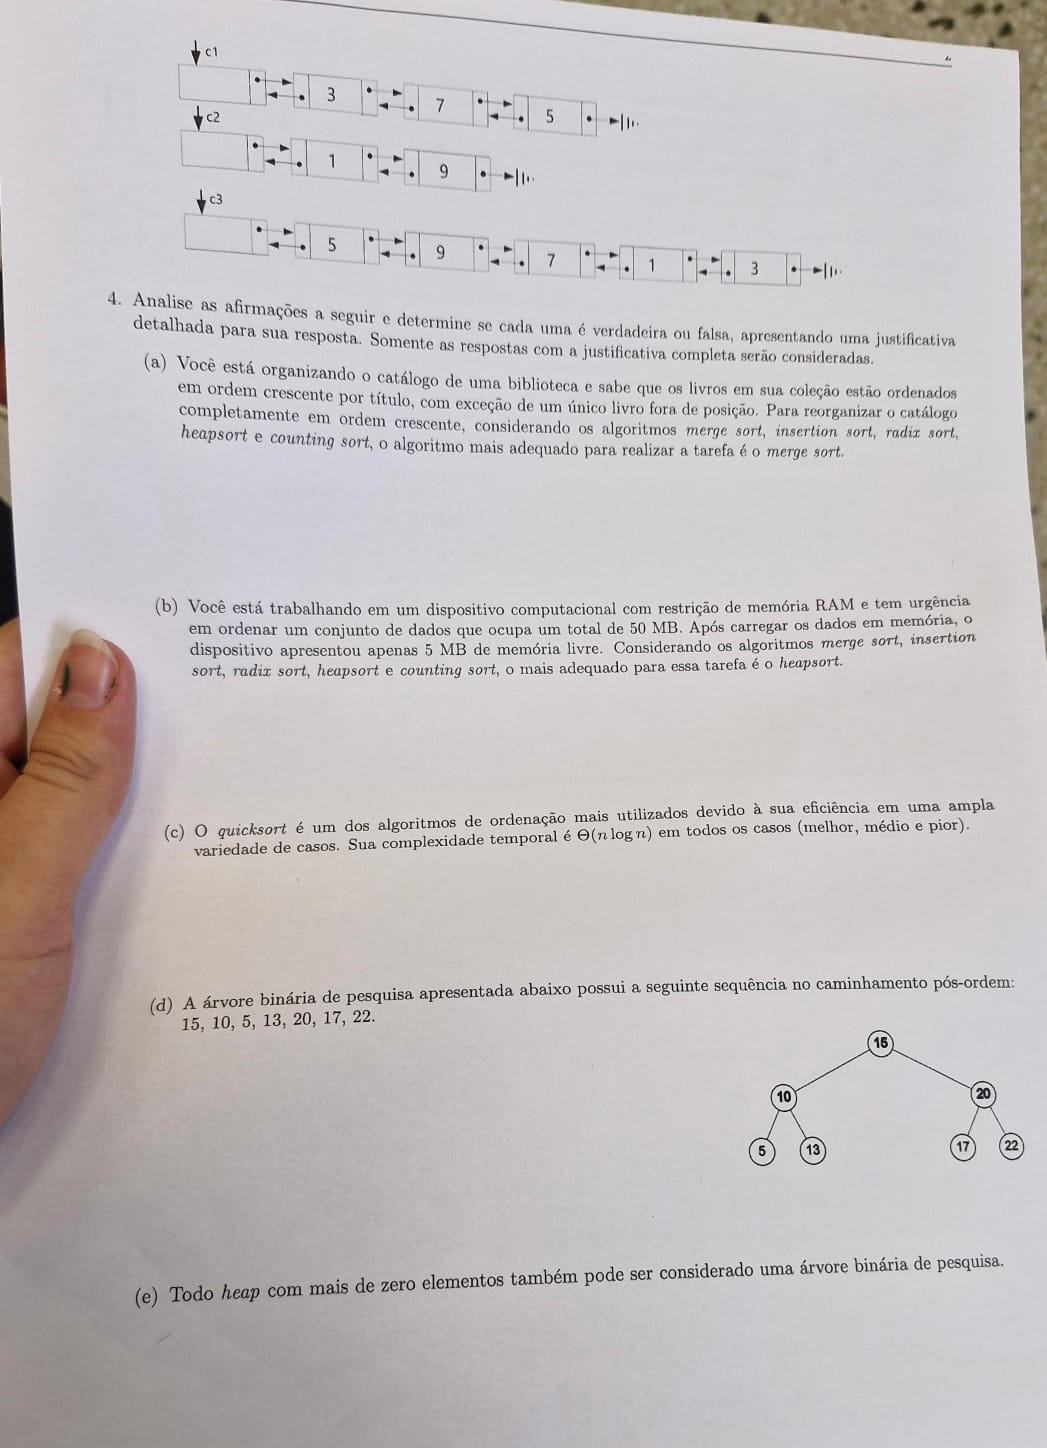 c1
3 7 5
c2
1 9
c3
5 9 7 1 3
4. Analise as afirmações a seguir e determine se cada uma é verdadeira ou falsa, apresentando uma justificativa
detalhada para sua resposta. Somente as respostas com a justificativa completa serão consideradas.
(a) Você está organizando o catálogo de uma biblioteca e sabe que os livros em sua coleção estão ordenados
em ordem crescente por título, com exceção de um único livro fora de posição. Para reorganizar o catálogo
completamente em ordem crescente, considerando os algoritmos merge sort, insertion sort, radix sort,
heapsort e counting sort, o algoritmo mais adequado para realizar a tarefa é o merge sort.
(b) Você está trabalhando em um dispositivo computacional com restrição de memória RAM e tem urgência
em ordenar um conjunto de dados que ocupa um total de 50 MB. Após carregar os dados em memória, o
dispositivo apresentou apenas 5 MB de memória livre. Considerando os algoritmos merge sort, insertion
sort, radix sort, heapsort e counting sort, o mais adequado para essa tarefa é o heapsort.
(c) O quicksort é um dos algoritmos de ordenação mais utilizados devido à sua eficiência em uma ampla
variedade de casos. Sua complexidade temporal é Θ(n log n) em todos os casos (melhor, médio e pior).
(d) A árvore binária de pesquisa apresentada abaixo possui a seguinte sequência no caminhamento pós-ordem:
15, 10, 5, 13, 20, 17, 22.
15
10 20
5 13 17 22
(e) Todo heap com mais de zero elementos também pode ser considerado uma árvore binária de pesquisa.